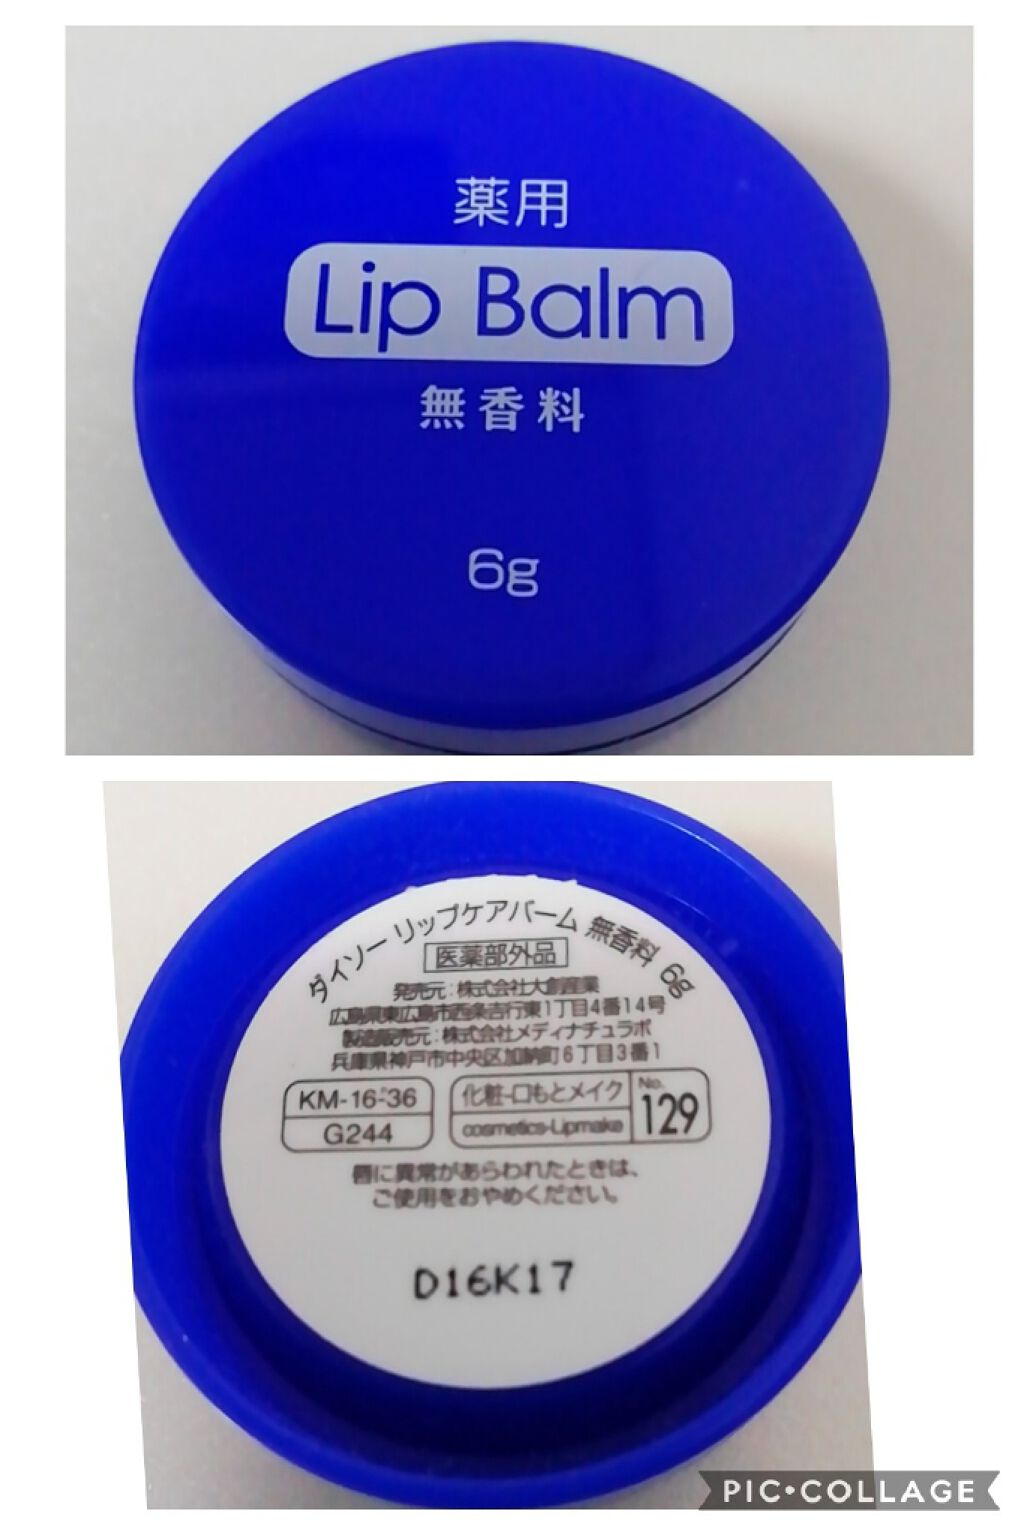 薬用
Lip Balm
無香料
6g
ダイソー リップケアバーム 無香料 6g
医薬部外品
発売元:株式会社大創産業
広島県東広島市西条吉行東1丁目4番14号
製造販売元:株式会社メディナチュラボ
兵庫県神戸市中央区加納町6丁目3番1
KM-16-36
G244
化粧-口もとメイク
cosmetics-Lipmake
No.
129
唇に異常があらわれたときは、
ご使用をおやめください。
D16K17
PIC•COLLAGE